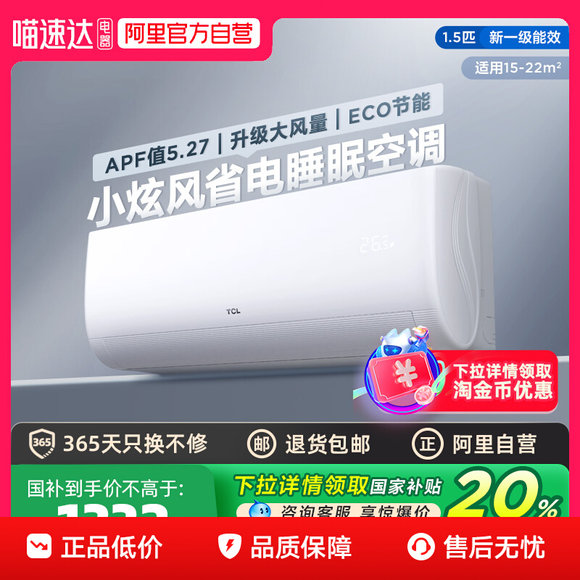 喵速达电器 阿里官方自营
1.5匹 新一级能效
适用15-22m²
APF值5.27 | 升级大风量 | ECO节能
小炫风省电睡眠空调
26.5
TCL
下拉详情领取
淘金币优惠
365 365天只换不修 邮 退货包邮 正 阿里自营
国补到手价不高于:
下拉详情领取国家补贴
咨询客服 享惊爆价
20%
正品低价 品质保障 售后无忧